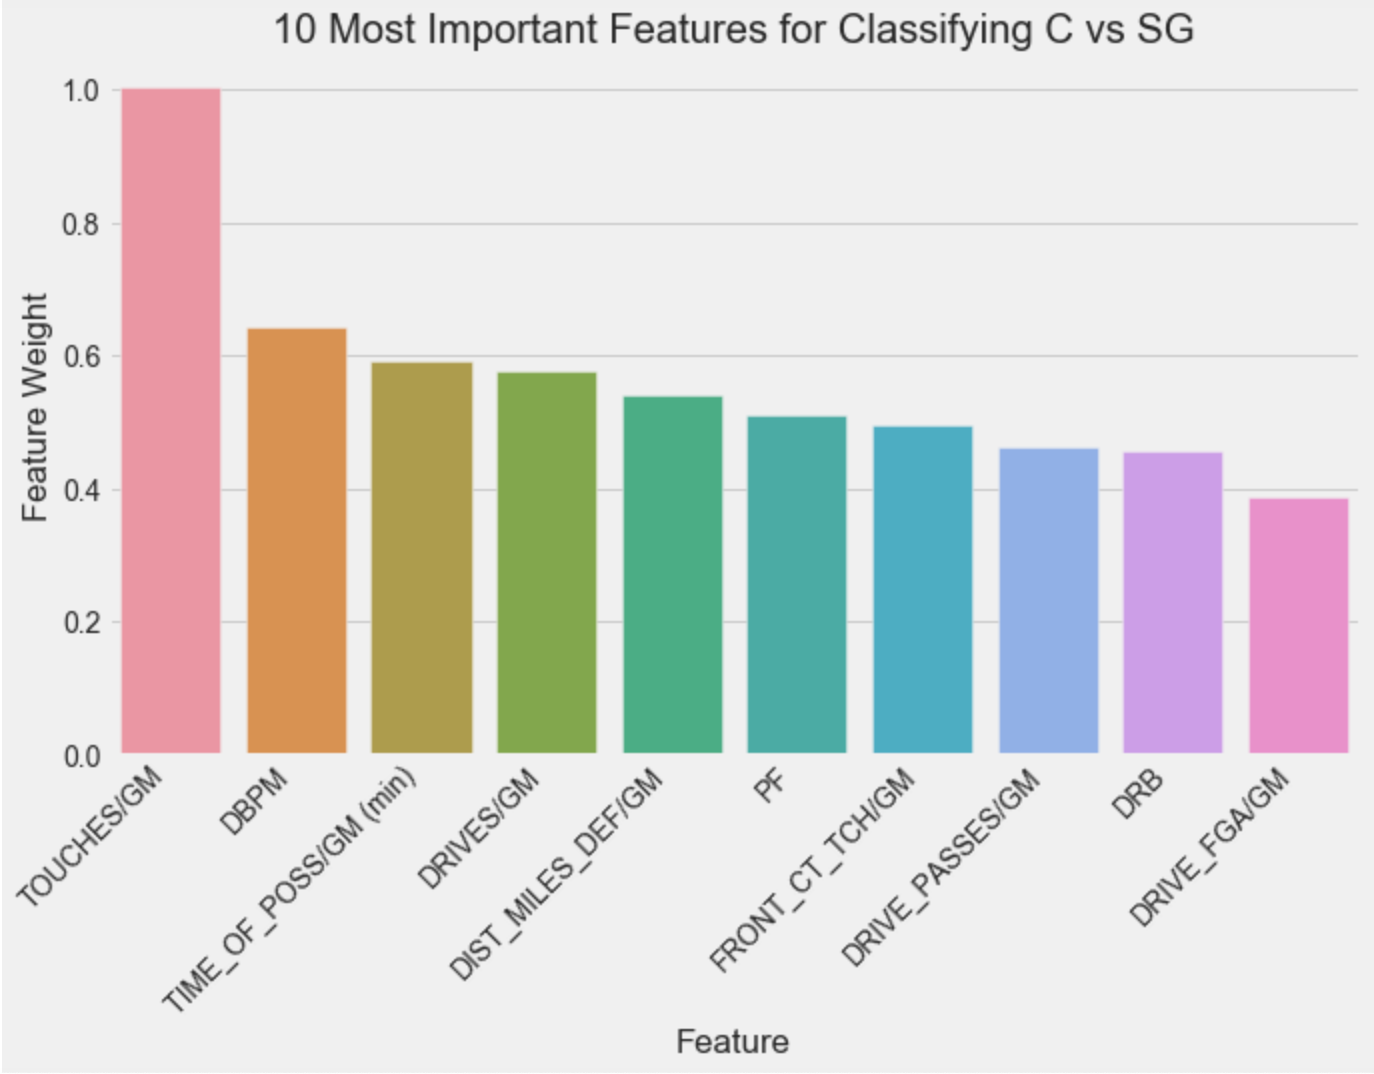 10 Most Important Features for Classifying C vs SG
Feature Weight
1.0
0.8
0.6
0.4
0.2
0.0
TOUCHES/GM
DBPM
TIME_OF_POSS/GM (min)
DRIVES/GM
DIST_MILES_DEF/GM
PF
FRONT_CT_TCH/GM
DRIVE_PASSES/GM
DRB
DRIVE_FGA/GM
Feature